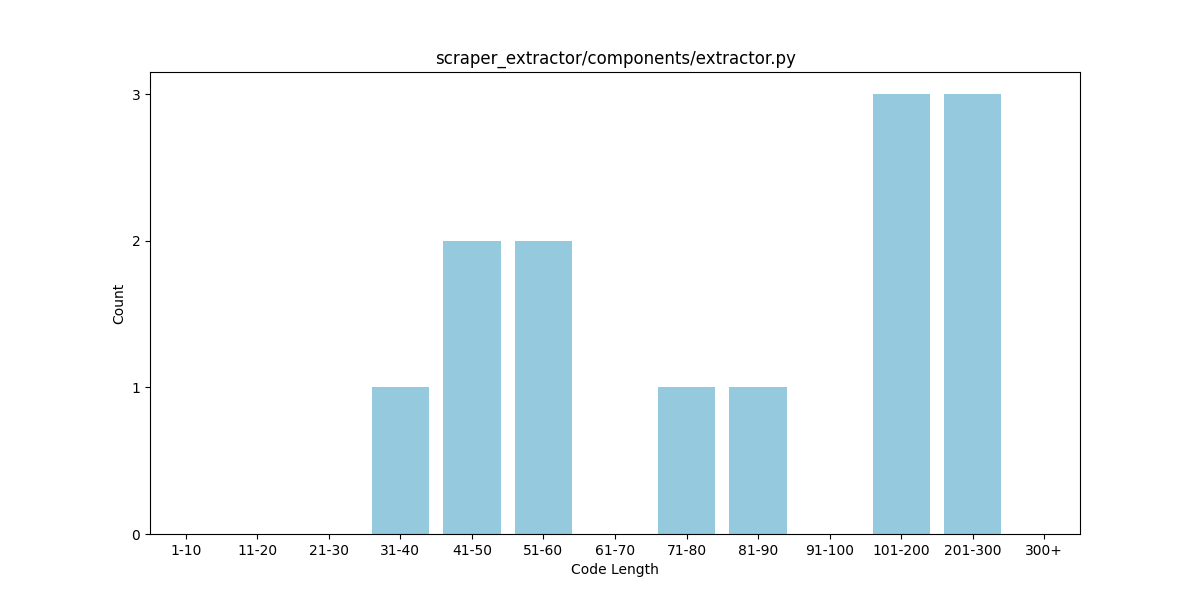 scraper_extractor/components/extractor.py
Count
3
2
1
0
1-10 11-20 21-30 31-40 41-50 51-60 61-70 71-80 81-90 91-100 101-200 201-300 300+
Code Length